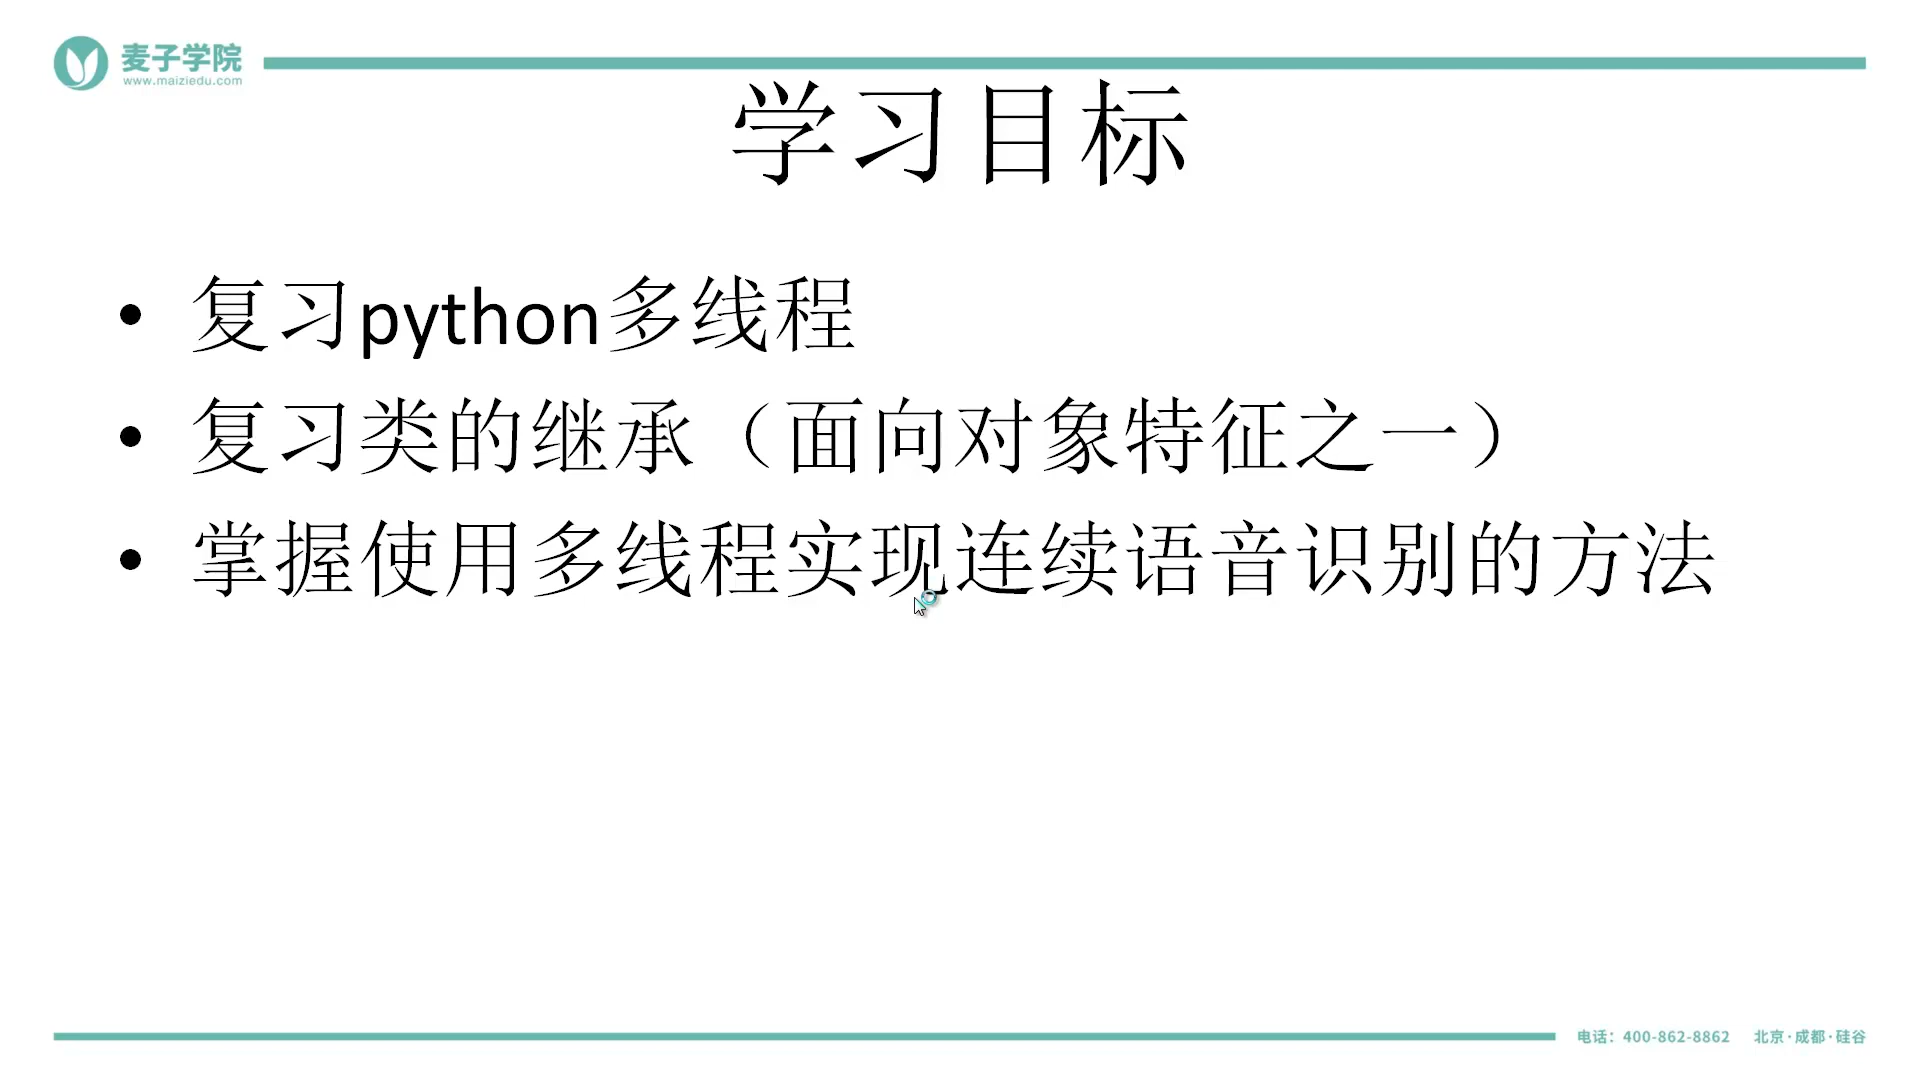 麦子学院
www.maiziedu.com
学习目标
• 复习python多线程
• 复习类的继承（面向对象特征之一）
• 掌握使用多线程实现连续语音识别的方法
电话：400-862-8862 北京·成都·硅谷